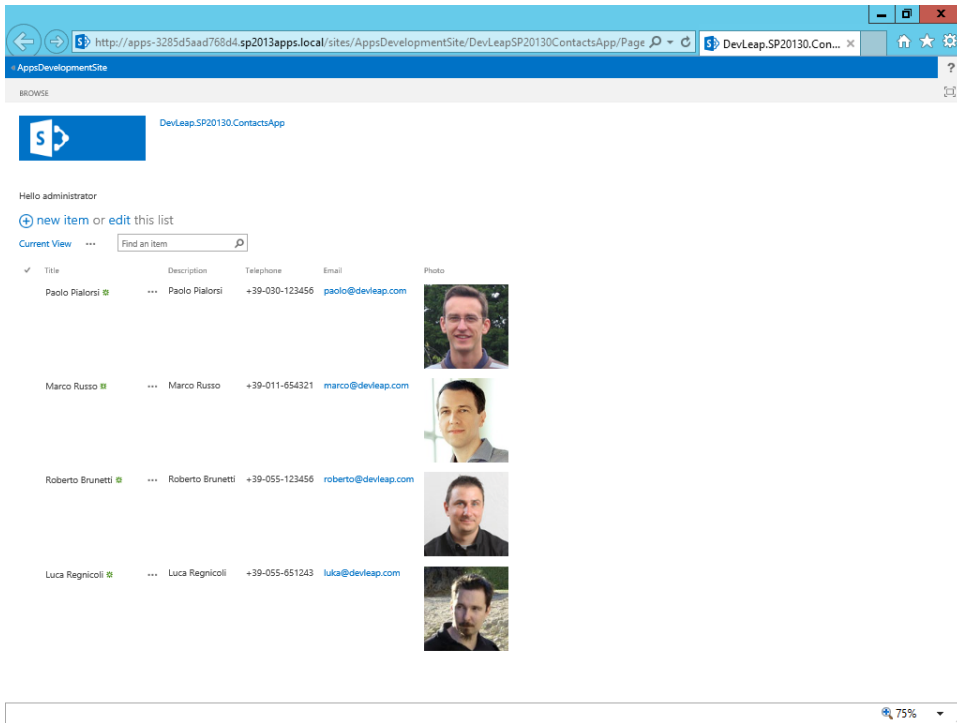 http://apps-3285d5aad768d4.sp2013apps.local/sites/AppsDevelopmentSite/DevLeapSP20130ContactsApp/Page
DevLeap.SP20130.Con...
AppsDevelopmentSite
?
BROWSE
S
DevLeap.SP20130.ContactsApp
Hello administrator
new item or edit this list
Current View ... Find an item
Title Description Telephone Email Photo
Paolo Pialorsi ... Paolo Pialorsi +39-030-123456 paolo@devleap.com
Marco Russo ... Marco Russo +39-011-654321 marco@devleap.com
Roberto Brunetti ... Roberto Brunetti +39-055-123456 roberto@devleap.com
Luca Regnicoli ... Luca Regnicoli +39-055-651243 luka@devleap.com
75%